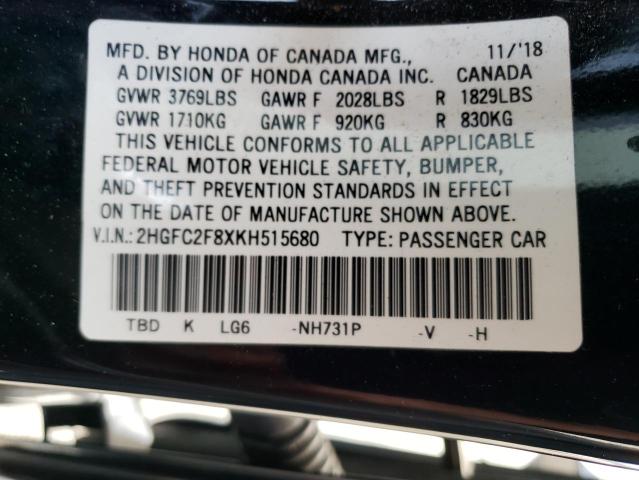 MFD. BY HONDA OF CANADA MFG., 11/'18
A DIVISION OF HONDA CANADA INC. CANADA
GVWR 3769LBS GAWR F 2028LBS R 1829LBS
GVWR 1710KG GAWR F 920KG R 830KG
THIS VEHICLE CONFORMS TO ALL APPLICABLE
FEDERAL MOTOR VEHICLE SAFETY, BUMPER,
AND THEFT PREVENTION STANDARDS IN EFFECT
ON THE DATE OF MANUFACTURE SHOWN ABOVE.
V.I.N.: 2HGFC2F8XKH515680 TYPE: PASSENGER CAR
TBD K LG6 -NH731P -V -H